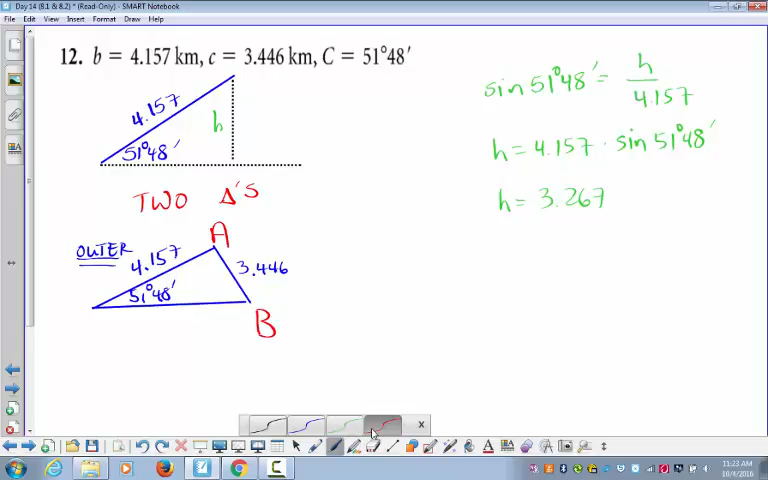 Day 14 (8.1 & 8.2) * [Read-Only] - SMART Notebook
File Edit View Insert Format Draw Help
12. b = 4.157 km, c = 3.446 km, C = 51°48′
4.157
h
51°48′
sin 51°48′ = h/4.157
h = 4.157 · sin 51°48′
h = 3.267
TWO Δ'S
A
OUTER
4.157
3.446
51°48′
B
x
11:23 AM
10/4/2016